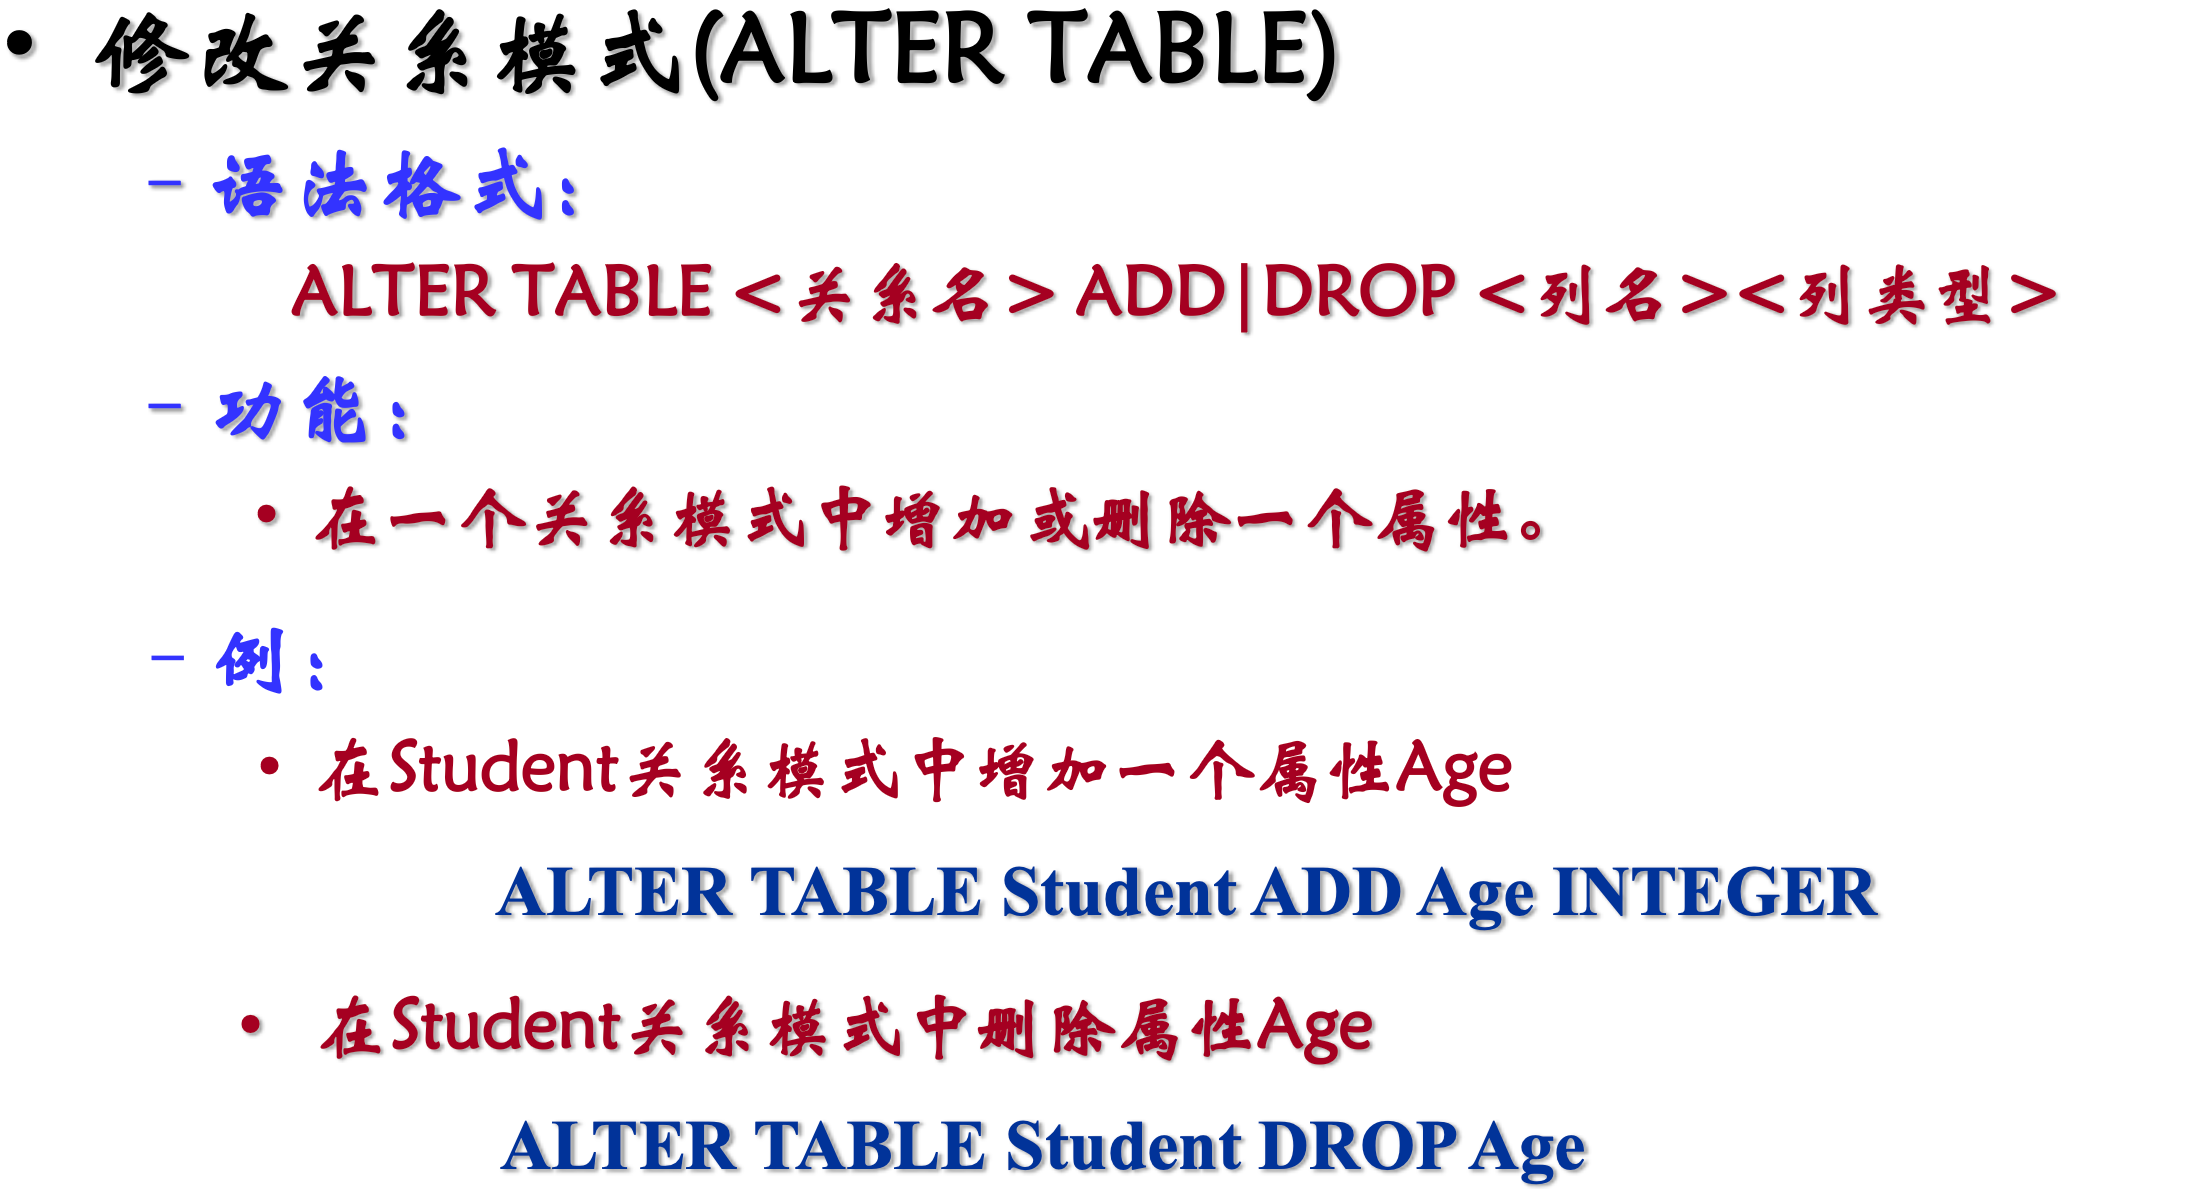 • 修改关系模式(ALTER TABLE)
– 语法格式:
ALTER TABLE <关系名> ADD|DROP <列名><列类型>
– 功能:
• 在一个关系模式中增加或删除一个属性。
– 例:
• 在Student关系模式中增加一个属性Age
ALTER TABLE Student ADD Age INTEGER
• 在Student关系模式中删除属性Age
ALTER TABLE Student DROP Age